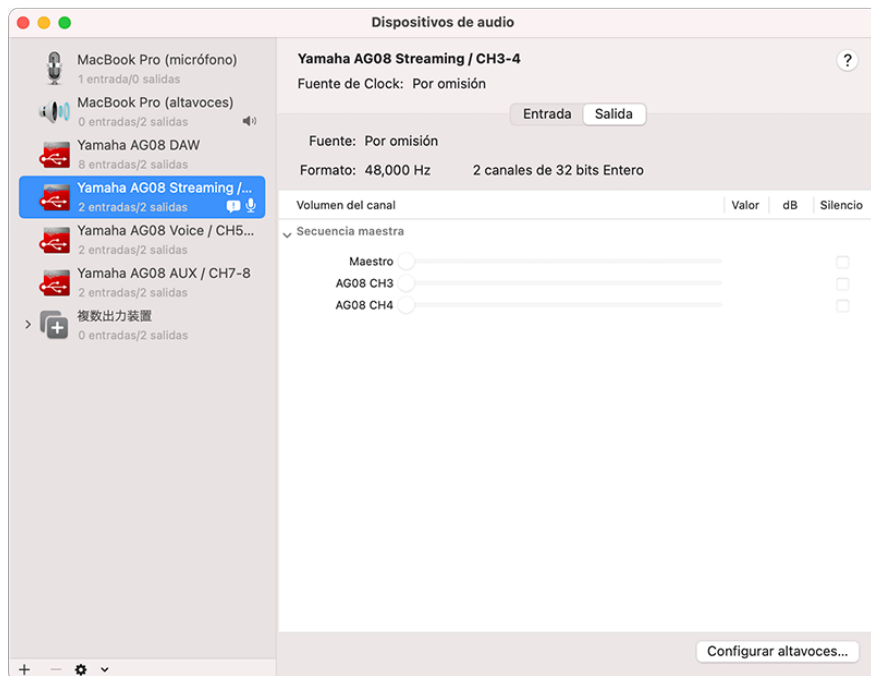 Dispositivos de audio
MacBook Pro (micrófono)
1 entrada/0 salidas
MacBook Pro (altavoces)
0 entradas/2 salidas
Yamaha AG08 DAW
8 entradas/2 salidas
Yamaha AG08 Streaming /...
2 entradas/2 salidas
Yamaha AG08 Voice / CH5...
2 entradas/2 salidas
Yamaha AG08 AUX / CH7-8
2 entradas/2 salidas
複数出力装置
0 entradas/2 salidas
Yamaha AG08 Streaming / CH3-4
?
Fuente de Clock: Por omisión
Entrada Salida
Fuente: Por omisión
Formato: 48,000 Hz 2 canales de 32 bits Entero
Volumen del canal Valor dB Silencio
Secuencia maestra
Maestro
AG08 CH3
AG08 CH4
Configurar altavoces...